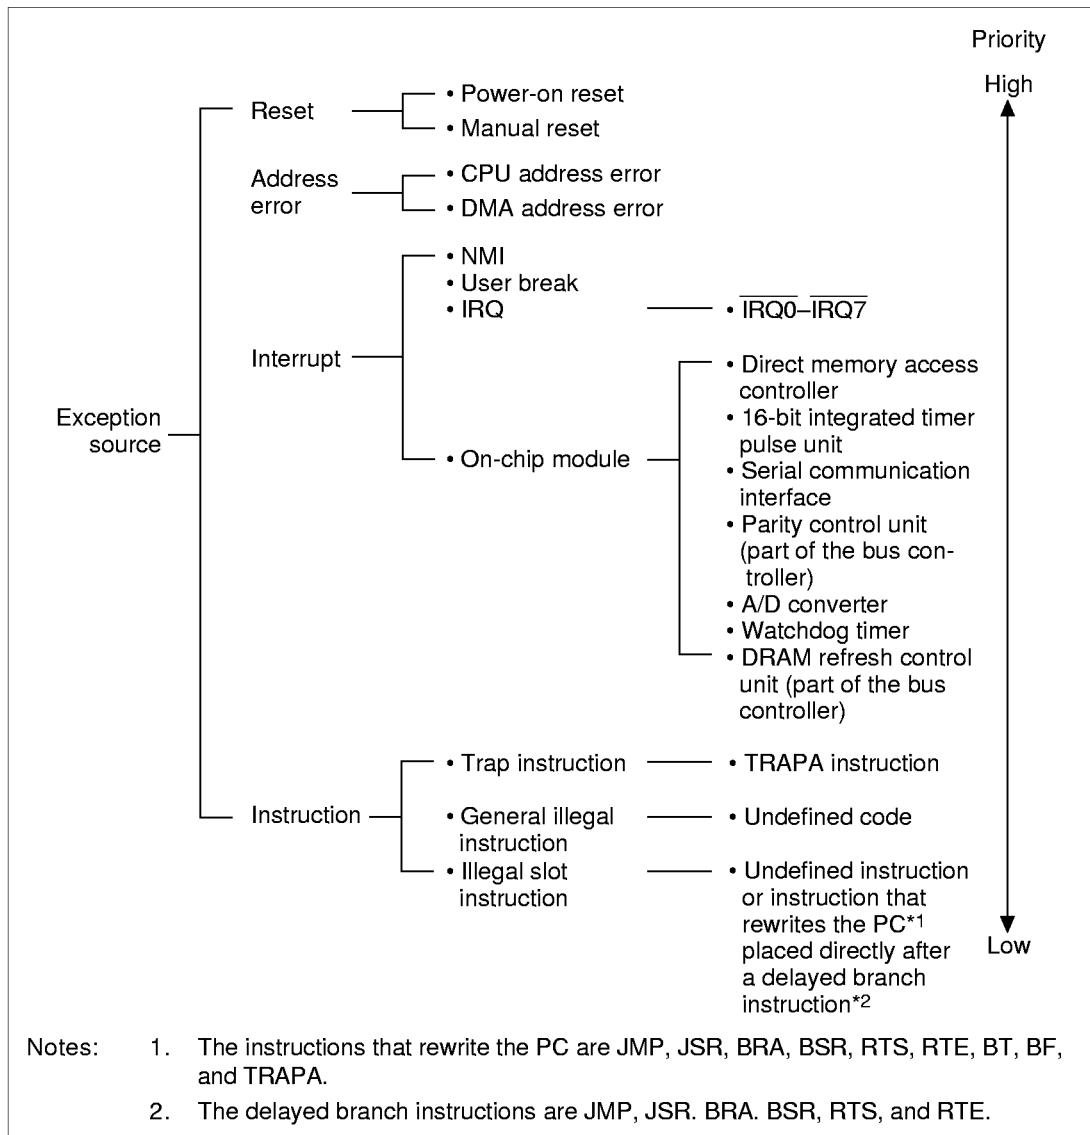 Priority
High
Reset
• Power-on reset
• Manual reset
Address
error
• CPU address error
• DMA address error
Interrupt
• NMI
• User break
• IRQ
• IRQ0–IRQ7
• On-chip module
• Direct memory access
controller
• 16-bit integrated timer
pulse unit
• Serial communication
interface
• Parity control unit
(part of the bus con-
troller)
• A/D converter
• Watchdog timer
• DRAM refresh control
unit (part of the bus
controller)
Exception
source
Instruction
• Trap instruction
• TRAPA instruction
• General illegal
instruction
• Undefined code
• Illegal slot
instruction
• Undefined instruction
or instruction that
rewrites the PC*1
placed directly after
a delayed branch
instruction*2
Low
Notes: 1. The instructions that rewrite the PC are JMP, JSR, BRA, BSR, RTS, RTE, BT, BF,
and TRAPA.
2. The delayed branch instructions are JMP, JSR. BRA. BSR, RTS, and RTE.